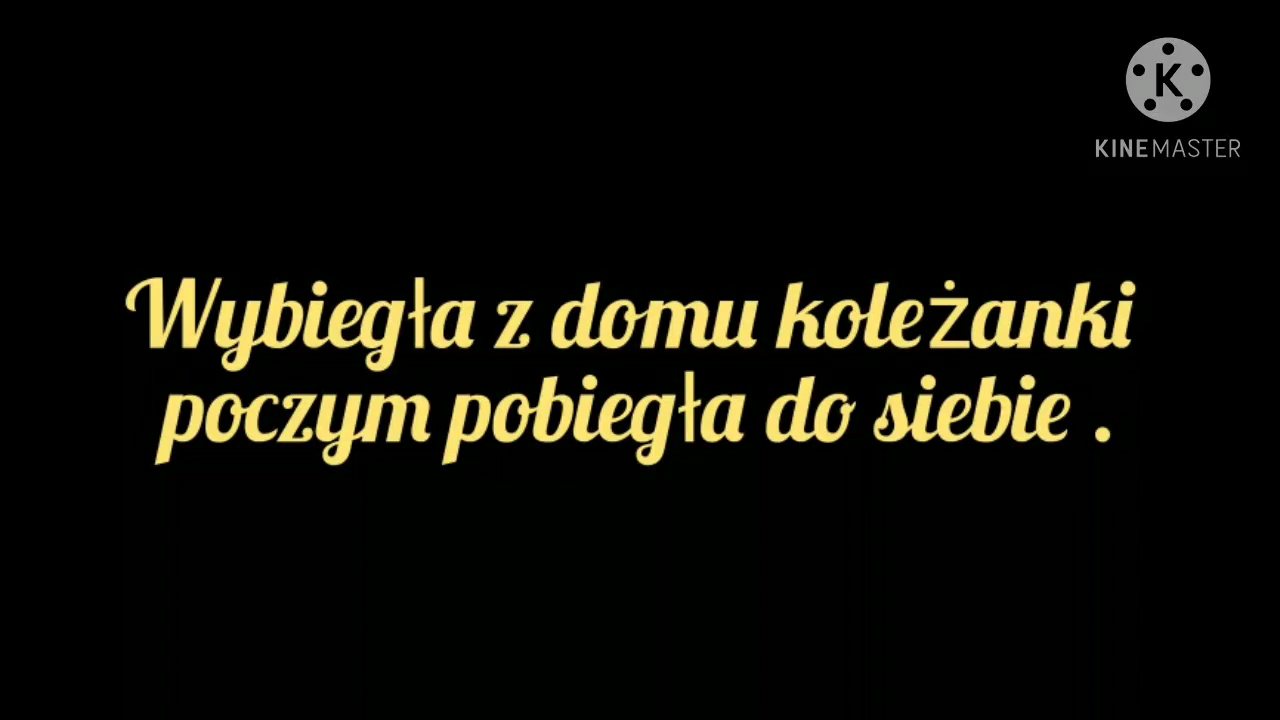 K
KINEMASTER
Wybiegła z domu koleżanki
poczym pobiegła do siebie .